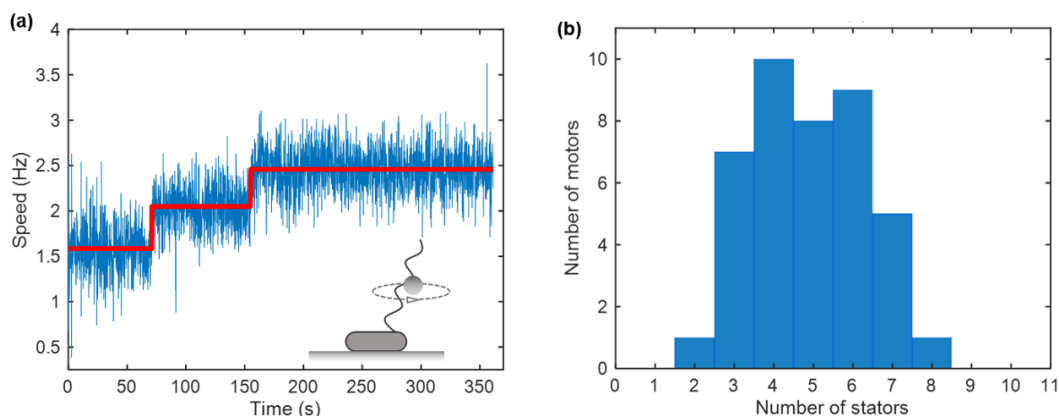 (a)
Speed (Hz)
4
3.5
3
2.5
2
1.5
1
0.5
0 50 100 150 200 250 300 350
Time (s)
(b)
Number of motors
10
8
6
4
2
0
0 1 2 3 4 5 6 7 8 9 10 11
Number of stators